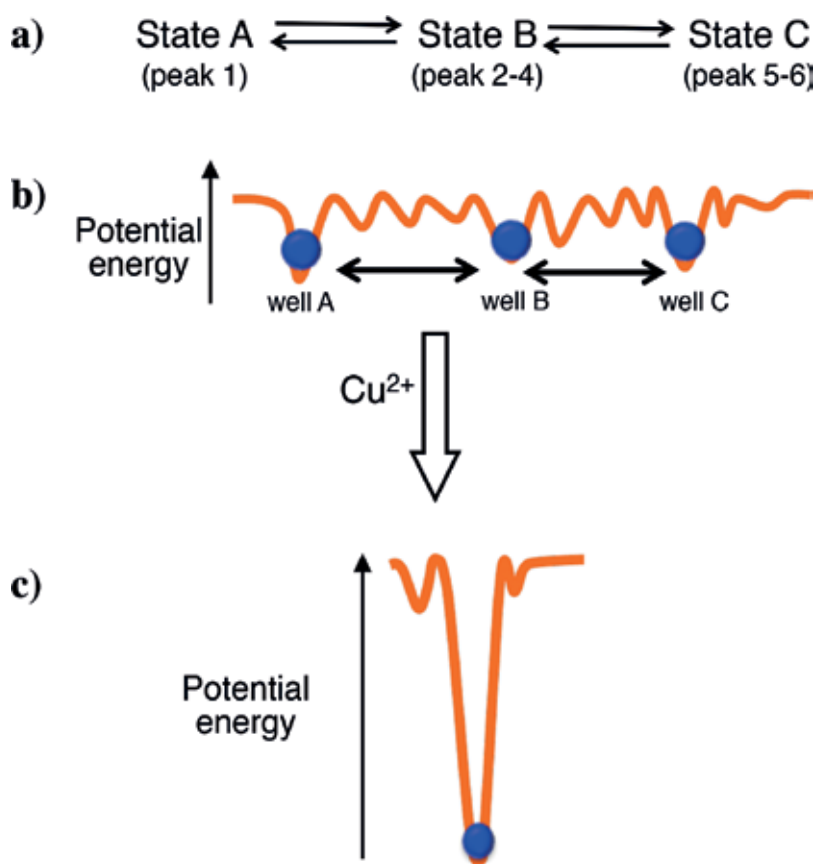 a) State A State B State C
(peak 1) (peak 2-4) (peak 5-6)
b)
Potential
energy
well A well B well C
Cu²⁺
c)
Potential
energy